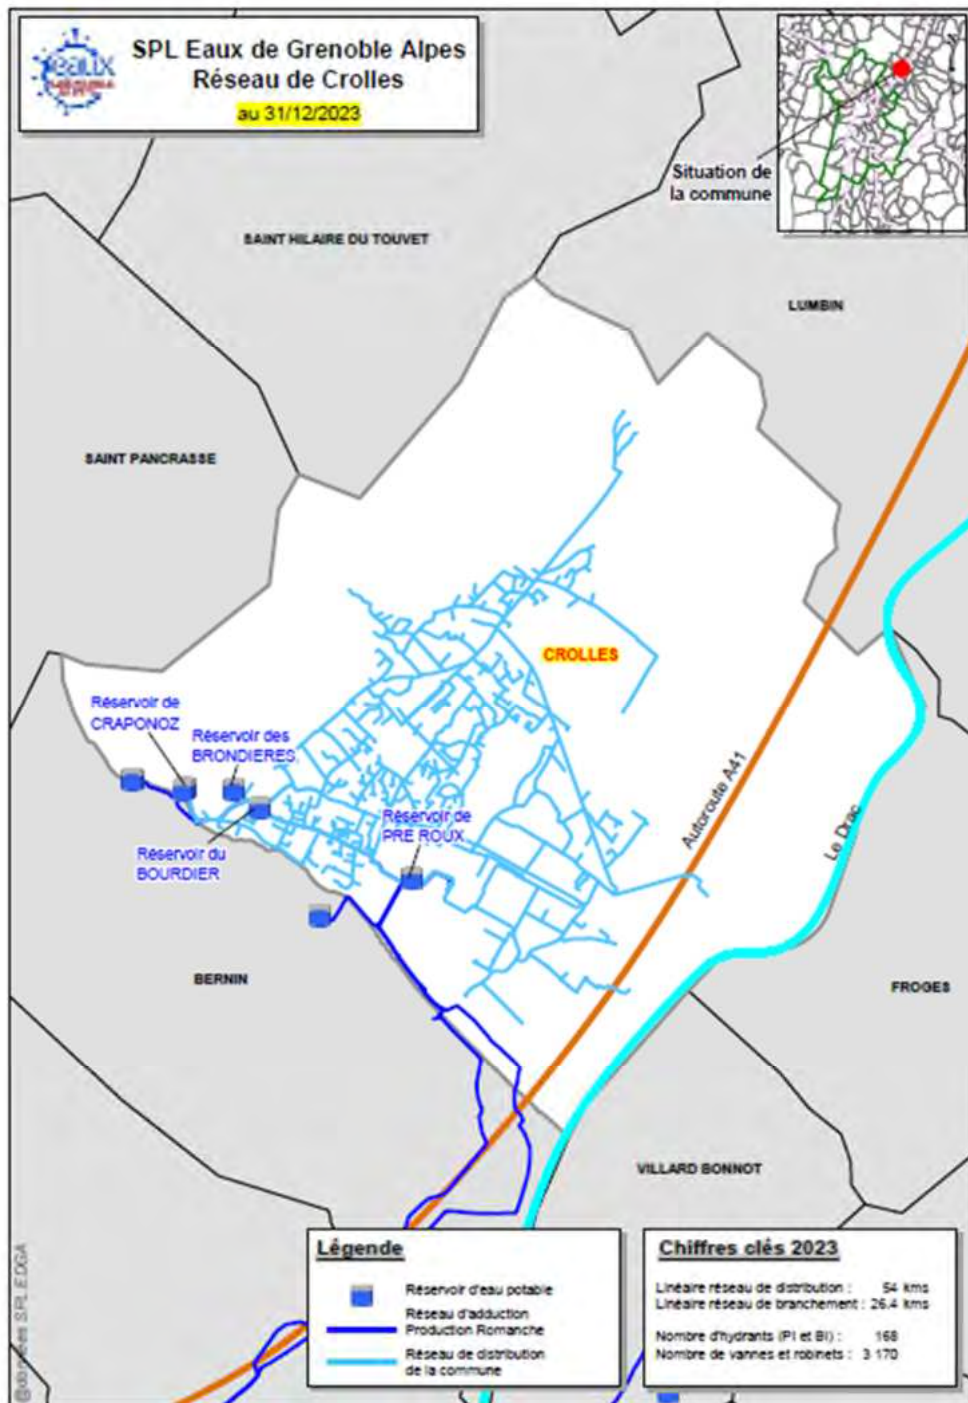 eaux
SPL Eaux de Grenoble Alpes
Réseau de Crolles
au 31/12/2023
Situation de
la commune
SAINT HILAIRE DU TOUVET
LUMBIN
SAINT PANCRASSE
CROLLES
Réservoir de
CRAPONOZ
Réservoir des
BRONDIERES
Réservoir de
PRE ROUX
Réservoir du
BOURDIER
Autoroute A41
Le Drac
BERNIN
FROGES
VILLARD BONNOT
Légende
Réservoir d'eau potable
Réseau d'adduction
Production Romanche
Réseau de distribution
de la commune
Chiffres clés 2023
Linéaire réseau de distribution : 54 kms
Linéaire réseau de branchement : 26.4 kms
Nombre d'hydrants (PI et BI) : 168
Nombre de vannes et robinets : 3 170
@données SPL EDGA